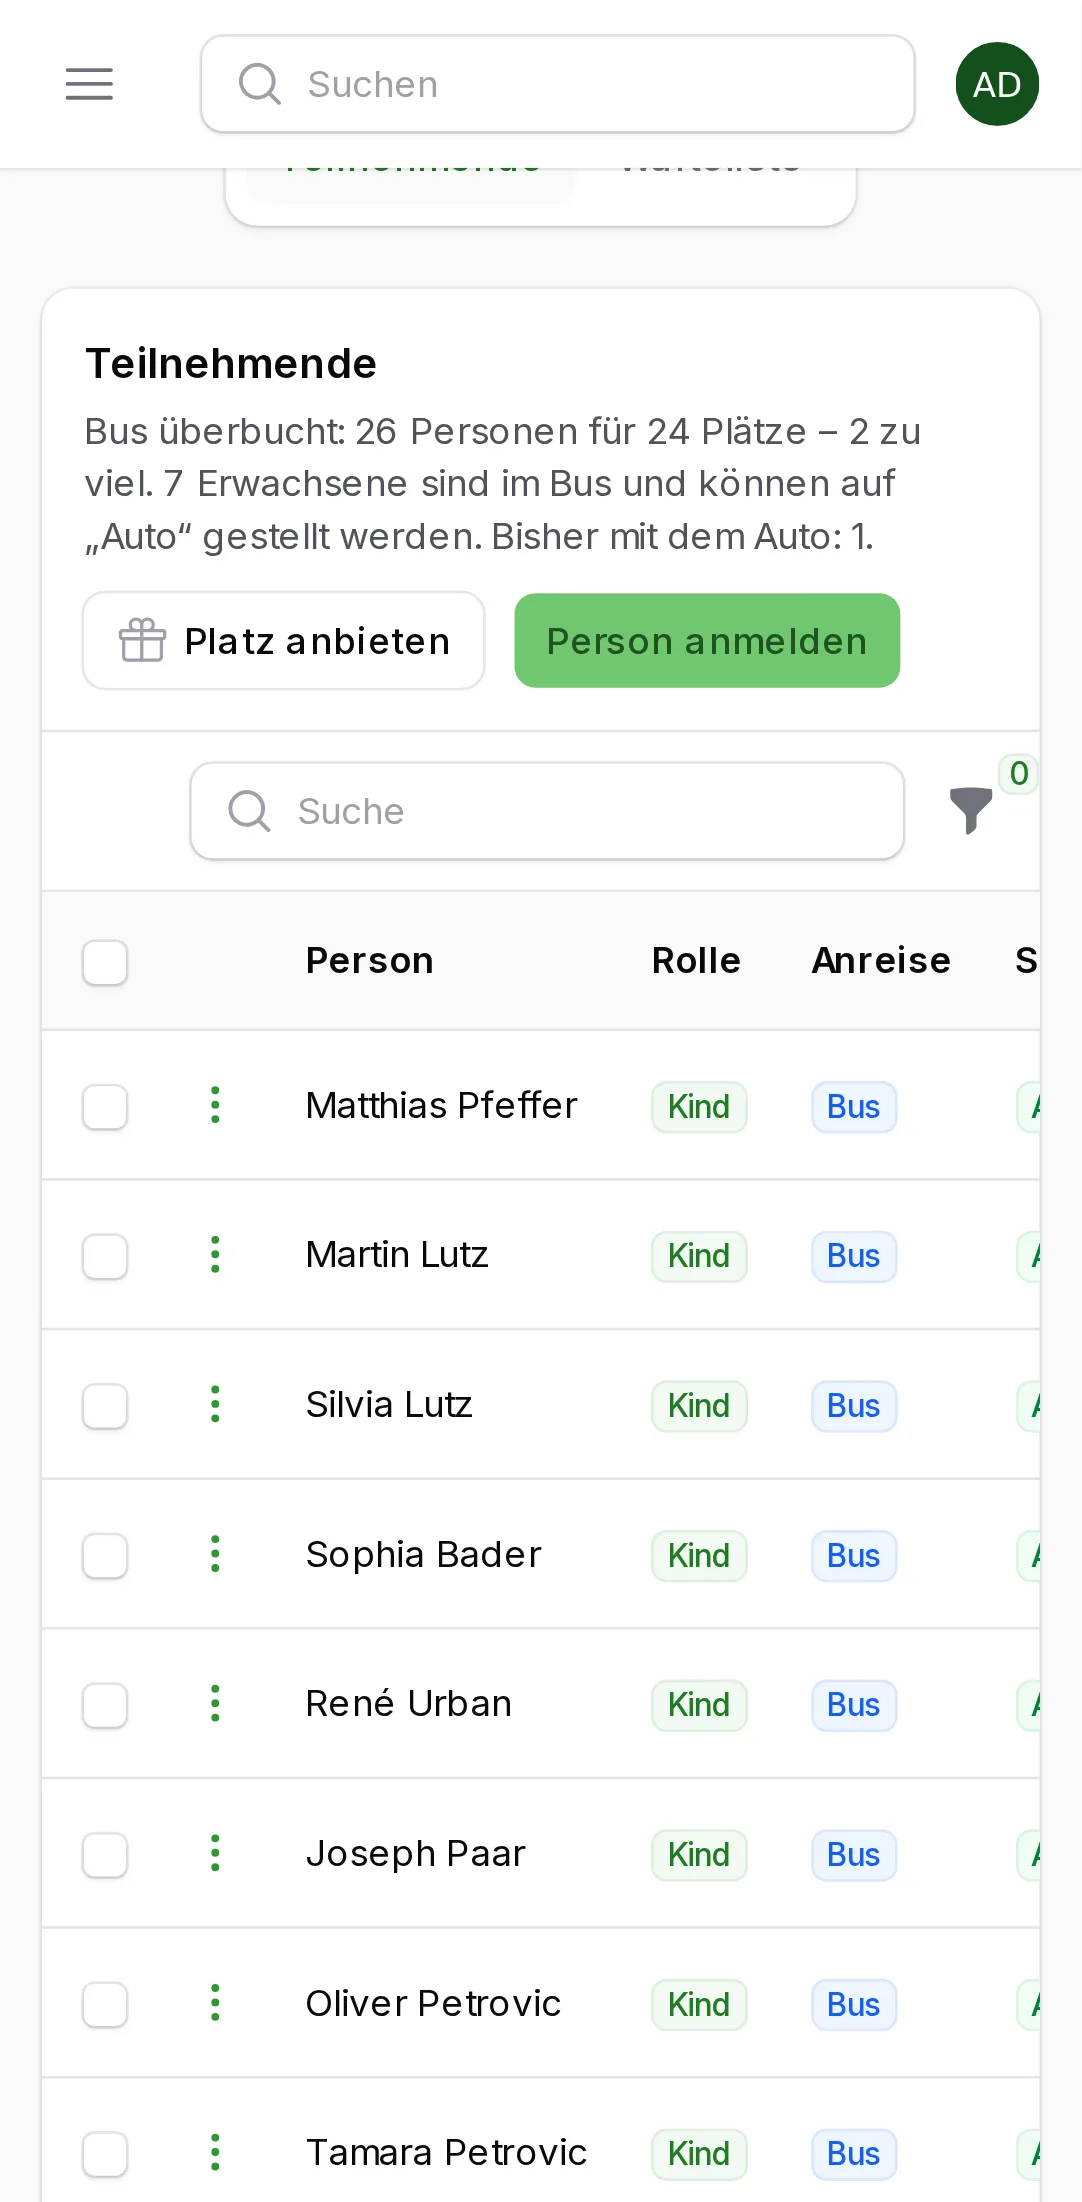 Suchen
AD
Teilnehmende
Warteliste
Teilnehmende
Bus überbucht: 26 Personen für 24 Plätze – 2 zu
viel. 7 Erwachsene sind im Bus und können auf
„Auto“ gestellt werden. Bisher mit dem Auto: 1.
Platz anbieten
Person anmelden
Suche
0
Person Rolle Anreise S
Matthias Pfeffer Kind Bus A
Martin Lutz Kind Bus A
Silvia Lutz Kind Bus A
Sophia Bader Kind Bus A
René Urban Kind Bus A
Joseph Paar Kind Bus A
Oliver Petrovic Kind Bus A
Tamara Petrovic Kind Bus A